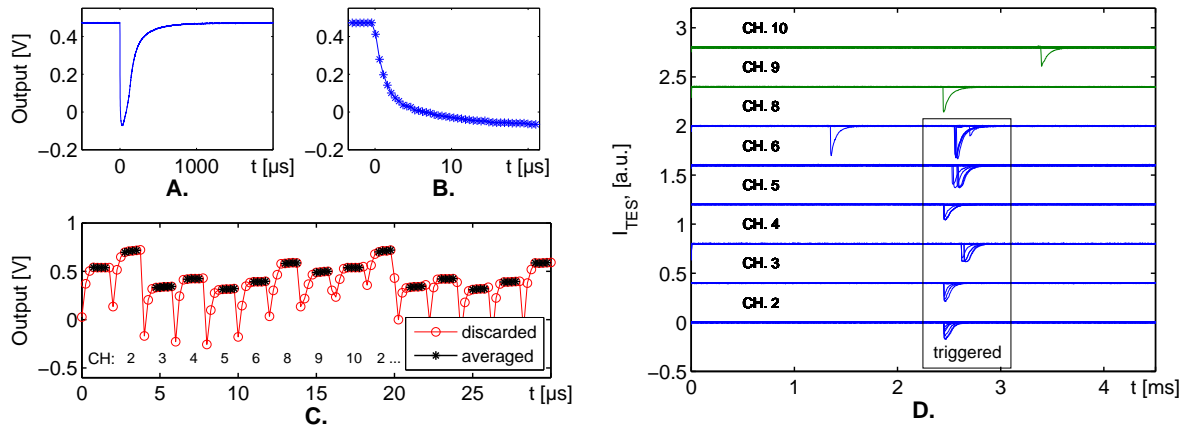 Output [V]
0.4
0.2
0
−0.2
0
1000
t [µs]
A.
Output [V]
0.4
0.2
0
−0.2
0
10
t [µs]
B.
Output [V]
1
0.5
0
−0.5
CH: 2 3 4 5 6 8 9 10 2 ...
discarded
averaged
0 5 10 15 20 25 t [µs]
C.
I_TES, [a.u.]
3
2.5
2
1.5
1
0.5
0
−0.5
CH. 10
CH. 9
CH. 8
CH. 6
CH. 5
CH. 4
CH. 3
CH. 2
triggered
0 1 2 3 4 t [ms]
D.